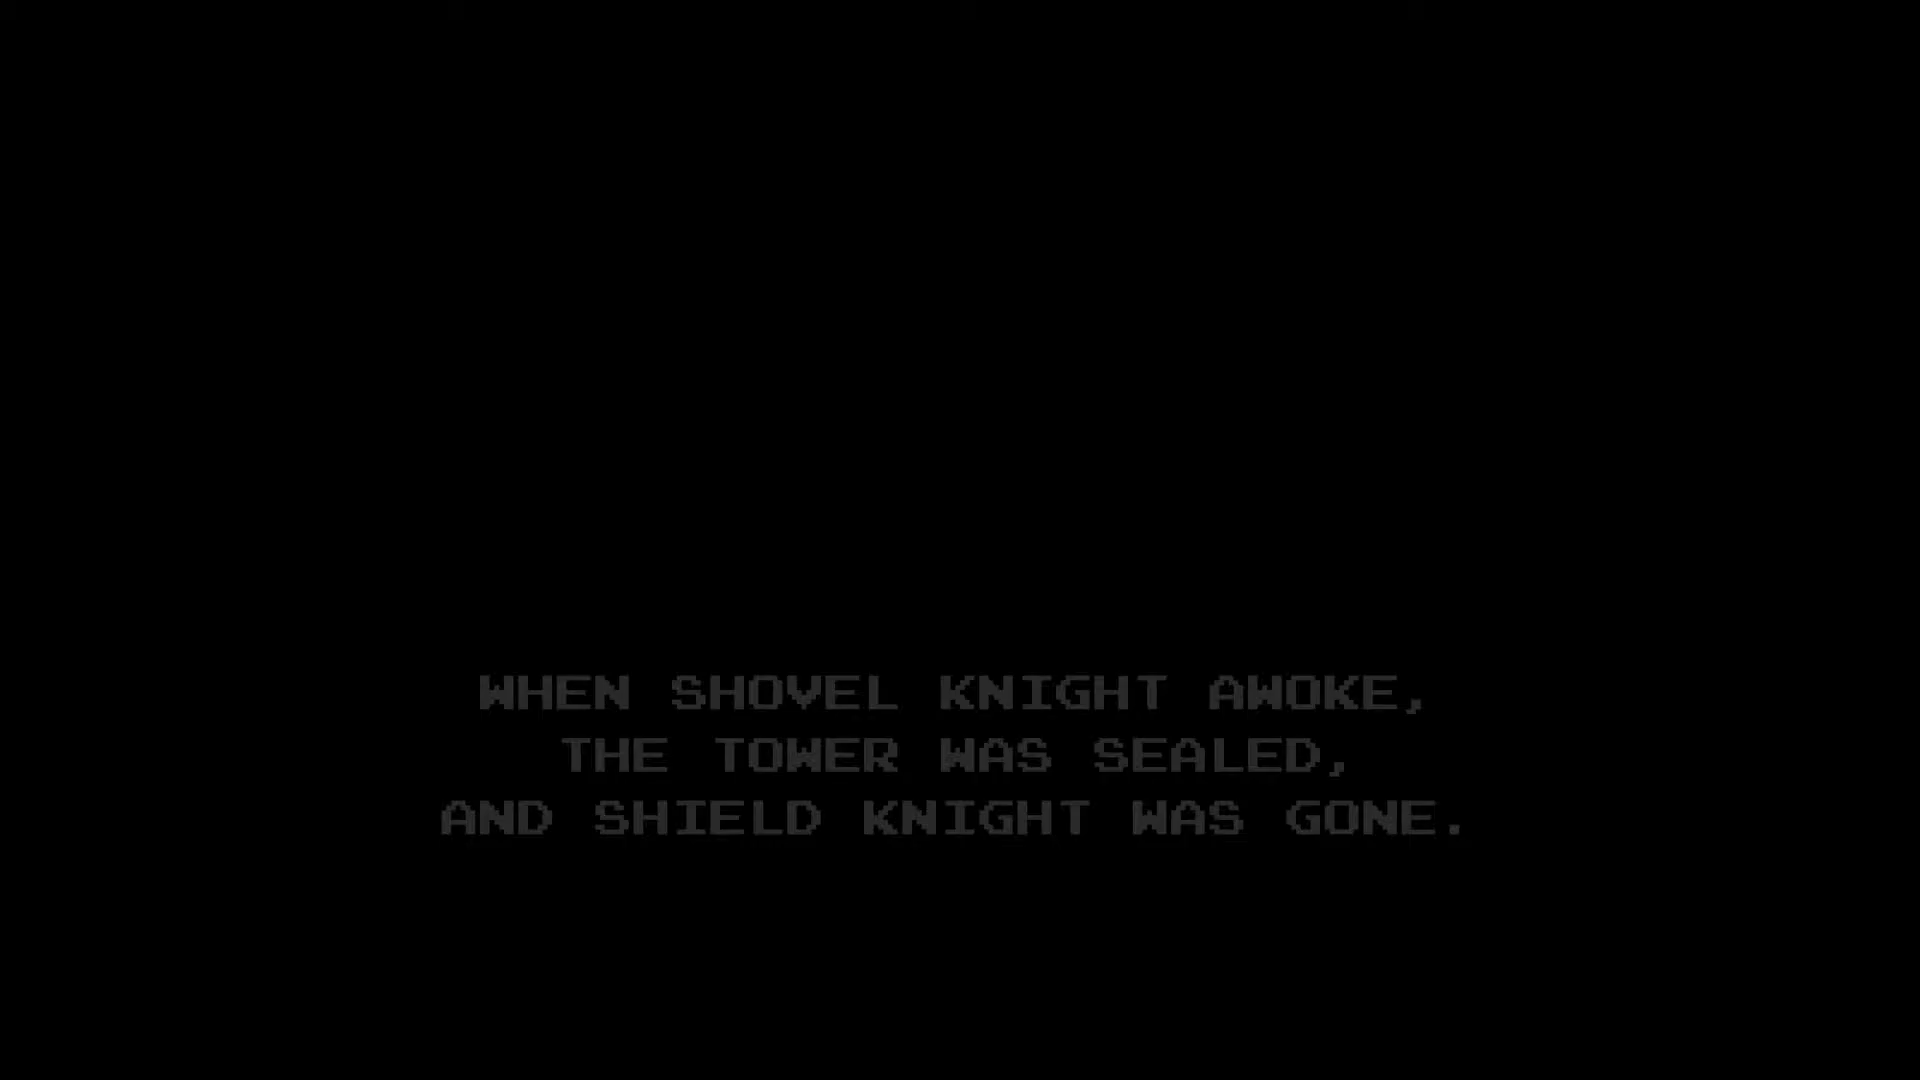 WHEN SHOVEL KNIGHT AWOKE,
THE TOWER WAS SEALED,
AND SHIELD KNIGHT WAS GONE.